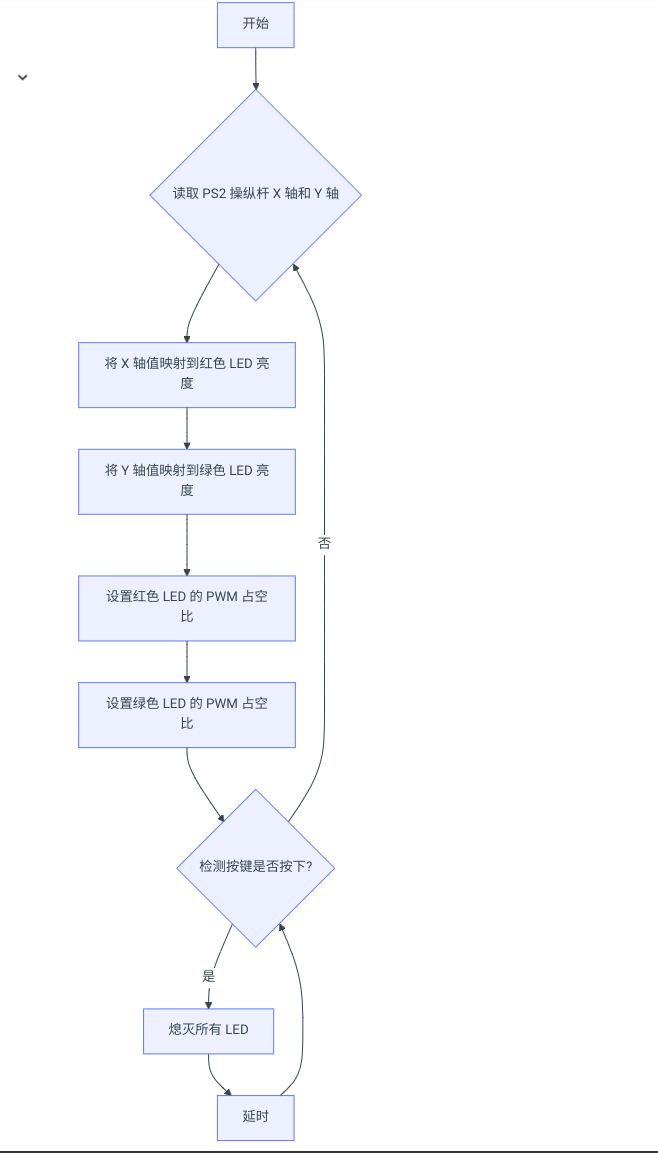 开始
读取 PS2 操纵杆 X 轴和 Y 轴
将 X 轴值映射到红色 LED 亮
度
将 Y 轴值映射到绿色 LED 亮
度
否
设置红色 LED 的 PWM 占空
比
设置绿色 LED 的 PWM 占空
比
检测按键是否按下?
是
熄灭所有 LED
延时